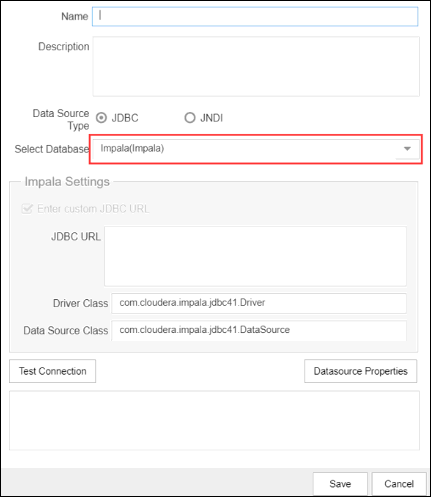 Name
Description
Data Source Type JDBC JNDI
Select Database Impala(Impala)
Impala Settings
Enter custom JDBC URL
JDBC URL
Driver Class com.cloudera.impala.jdbc41.Driver
Data Source Class com.cloudera.impala.jdbc41.DataSource
Test Connection Datasource Properties
Save Cancel